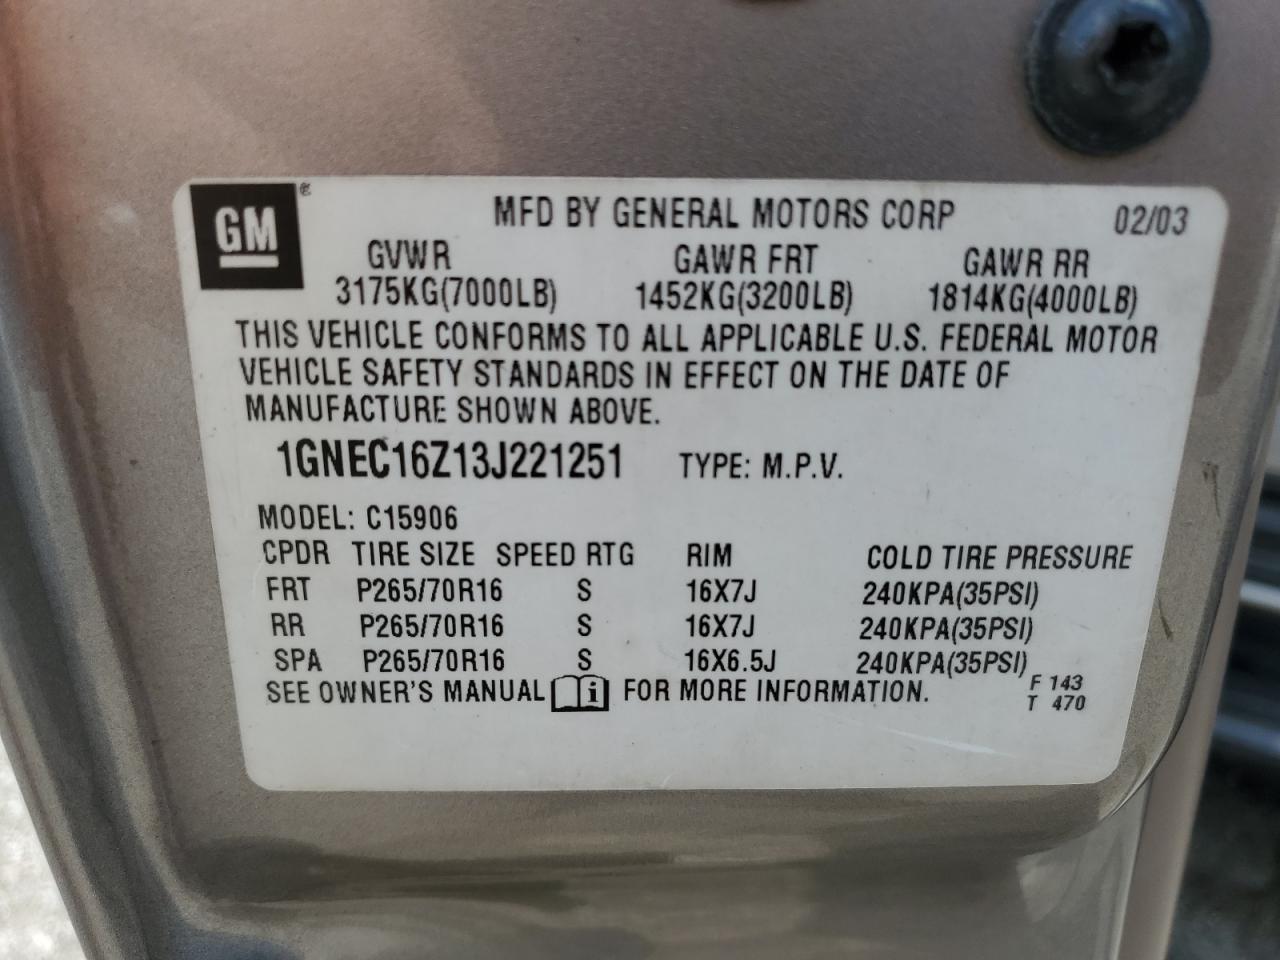 GM ®
MFD BY GENERAL MOTORS CORP 02/03
GVWR GAWR FRT GAWR RR
3175KG(7000LB) 1452KG(3200LB) 1814KG(4000LB)
THIS VEHICLE CONFORMS TO ALL APPLICABLE U.S. FEDERAL MOTOR
VEHICLE SAFETY STANDARDS IN EFFECT ON THE DATE OF
MANUFACTURE SHOWN ABOVE.
1GNEC16Z13J221251 TYPE: M.P.V.
MODEL: C15906
CPDR TIRE SIZE SPEED RTG RIM COLD TIRE PRESSURE
FRT P265/70R16 S 16X7J 240KPA(35PSI)
RR P265/70R16 S 16X7J 240KPA(35PSI)
SPA P265/70R16 S 16X6.5J 240KPA(35PSI)
SEE OWNER'S MANUAL i FOR MORE INFORMATION. F 143
T 470